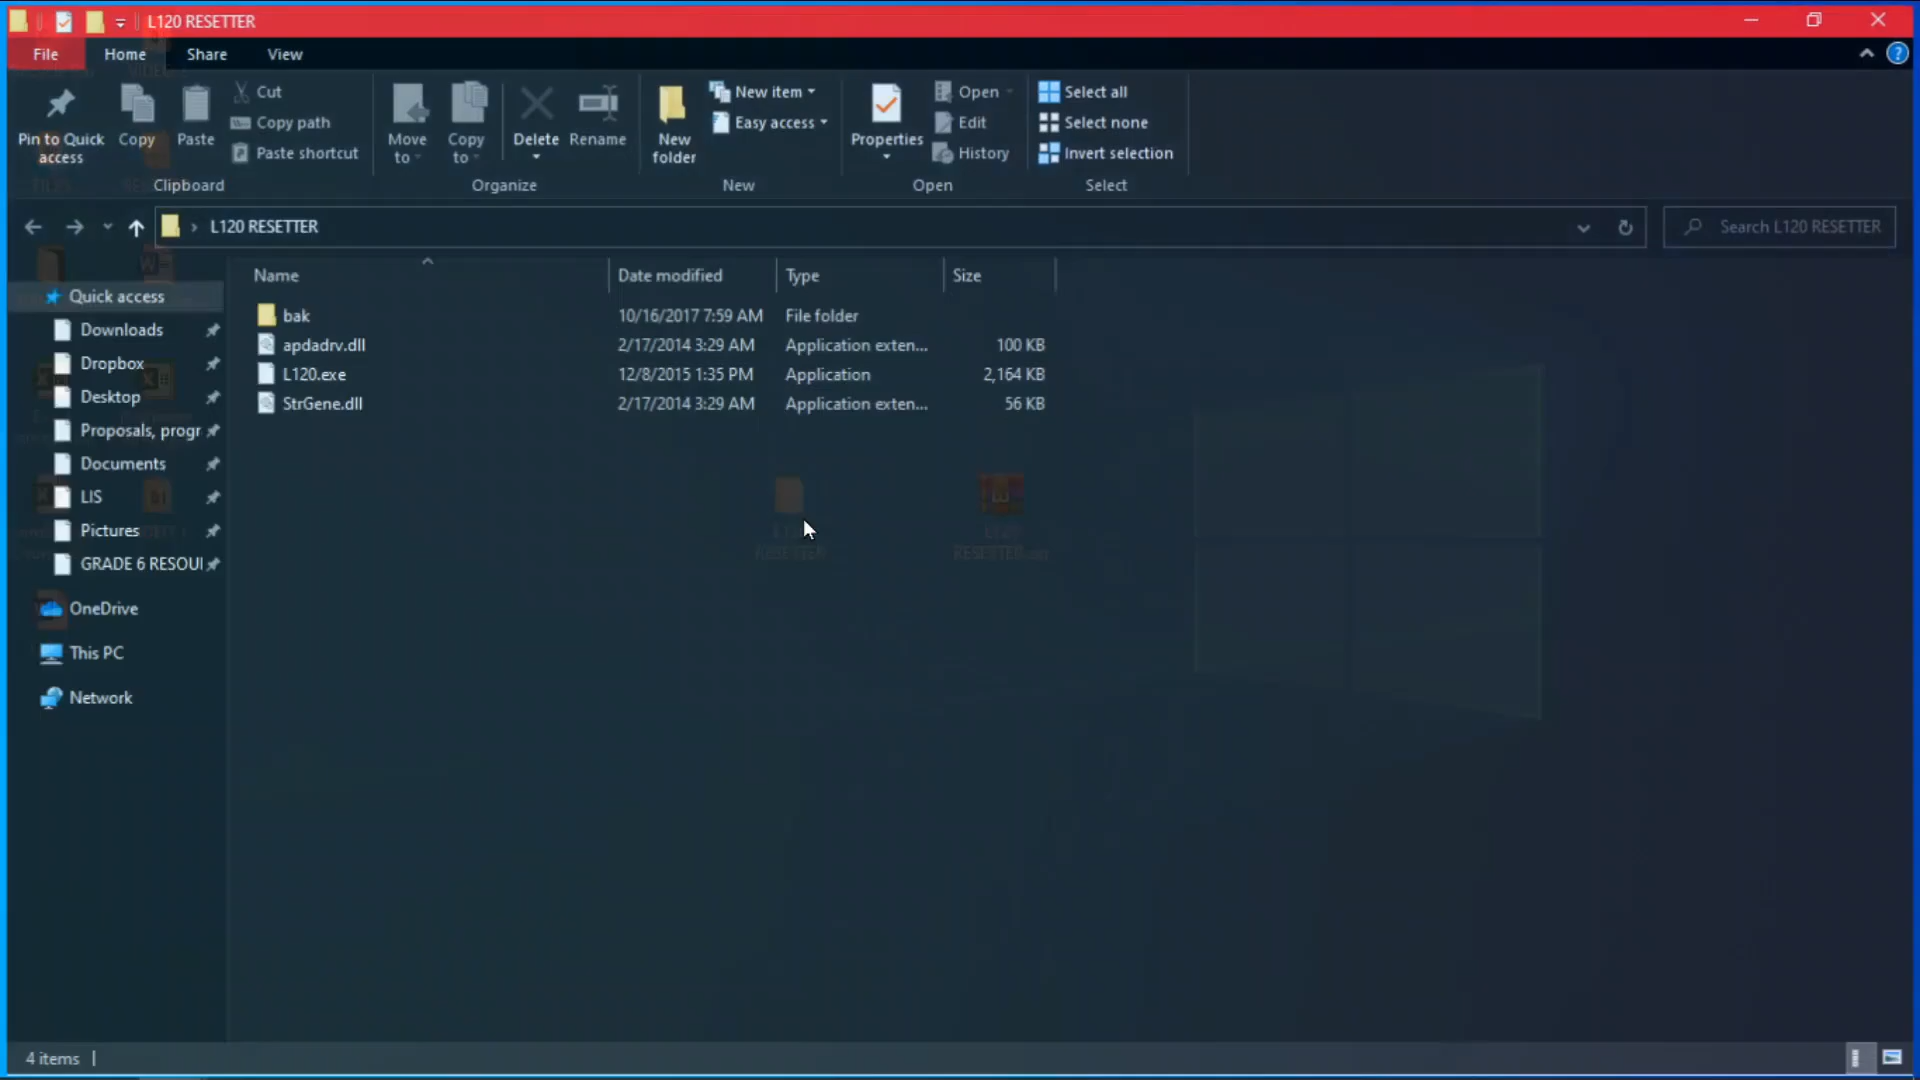 L120 RESETTER
File Home Share View
Pin to Quick access
Copy
Paste
Cut
Copy path
Paste shortcut
Clipboard
Move to
Copy to
Delete
Rename
Organize
New folder
New item
Easy access
New
Properties
Open
Edit
History
Open
Select all
Select none
Invert selection
Select
L120 RESETTER
Search L120 RESETTER
Name Date modified Type Size
bak 10/16/2017 7:59 AM File folder
apdadrv.dll 2/17/2014 3:29 AM Application exten... 100 KB
L120.exe 12/8/2015 1:35 PM Application 2,164 KB
StrGene.dll 2/17/2014 3:29 AM Application exten... 56 KB
Quick access
Downloads
Dropbox
Desktop
Proposals, progr
Documents
LIS
Pictures
GRADE 6 RESOU
OneDrive
This PC
Network
RESETTER
4 items